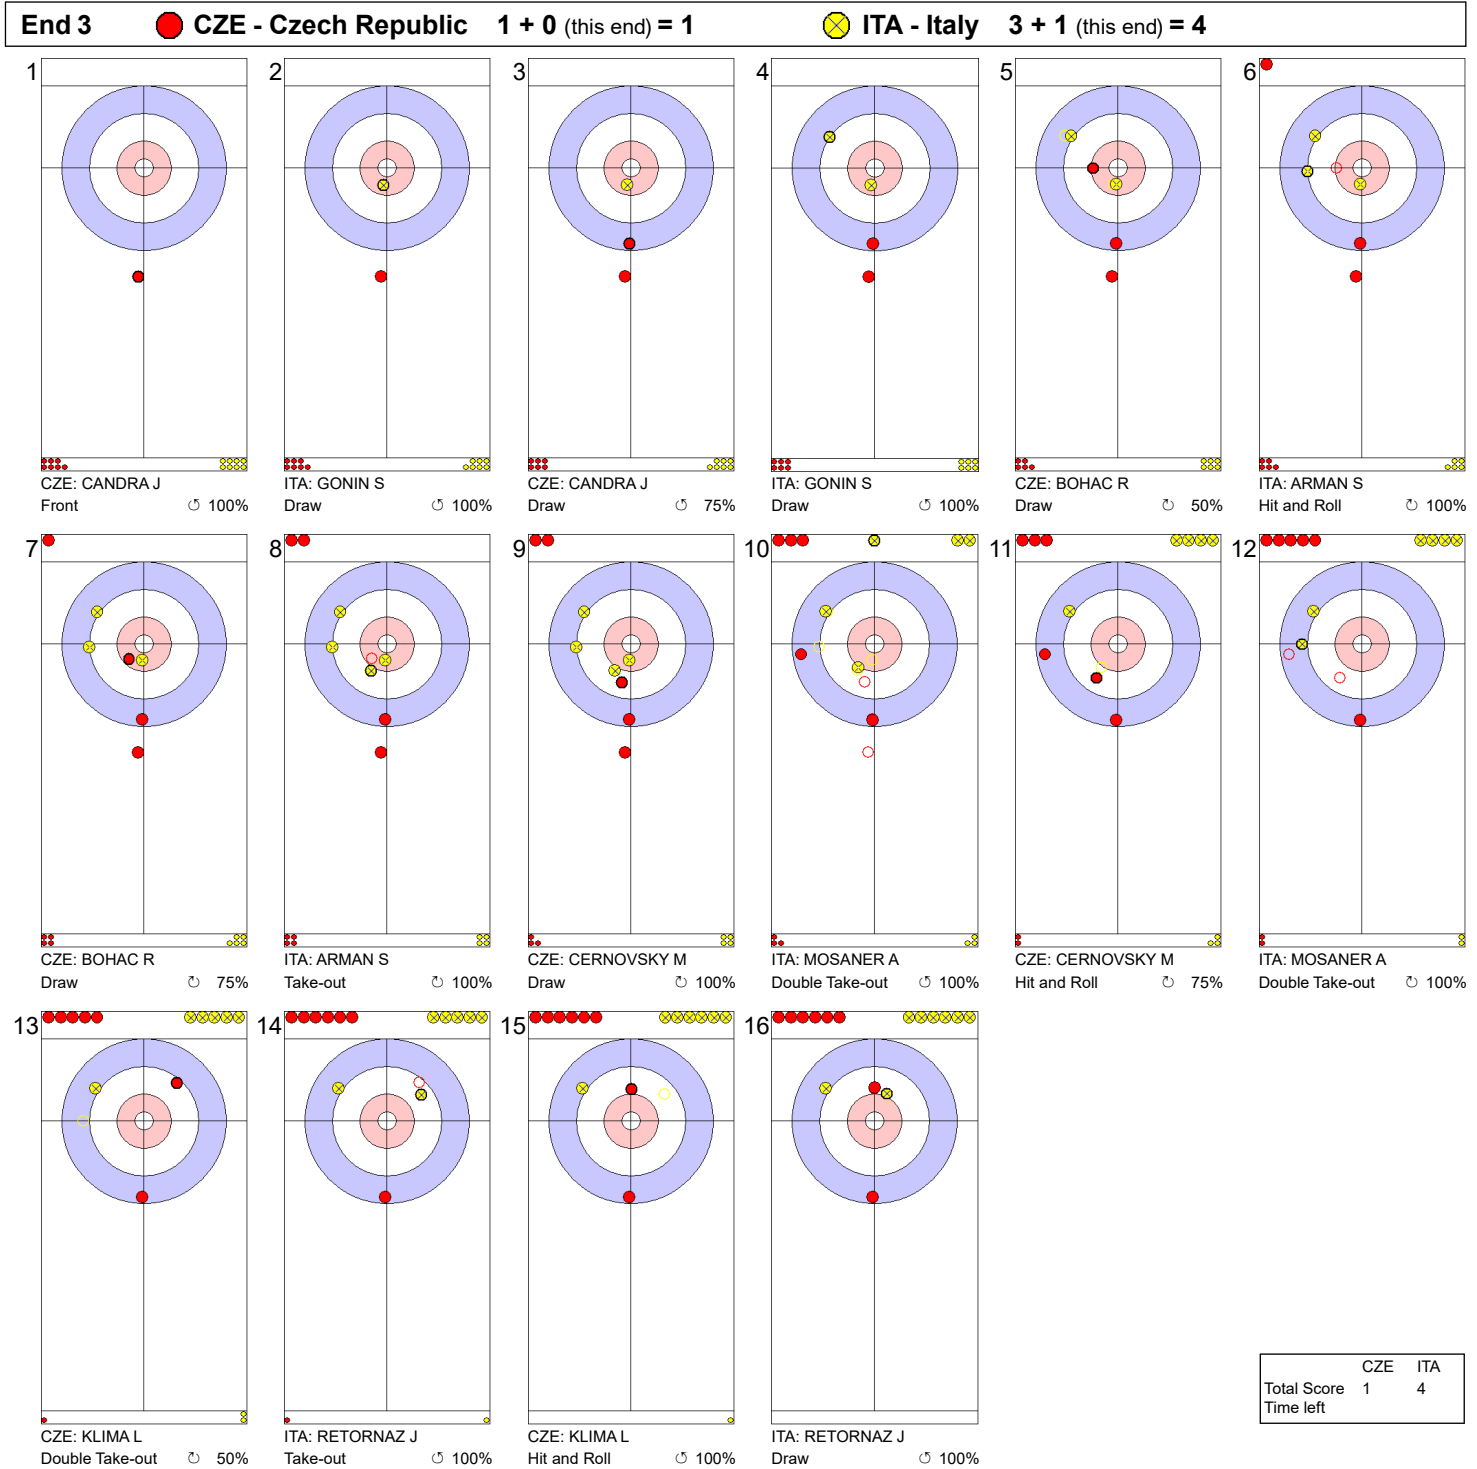 End 3 CZE - Czech Republic 1 + 0 (this end) = 1 ITA - Italy 3 + 1 (this end) = 4
1 2 3 4 5 6
CZE: CANDRA J ITA: GONIN S CZE: CANDRA J ITA: GONIN S CZE: BOHAC R ITA: ARMAN S
Front ↺ 100% Draw ↺ 100% Draw ↺ 75% Draw ↺ 100% Draw ↻ 50% Hit and Roll ↻ 100%
7 8 9 10 11 12
CZE: BOHAC R ITA: ARMAN S CZE: CERNOVSKY M ITA: MOSANER A CZE: CERNOVSKY M ITA: MOSANER A
Draw ↻ 75% Take-out ↻ 100% Draw ↻ 100% Double Take-out ↺ 100% Hit and Roll ↻ 75% Double Take-out ↻ 100%
13 14 15 16
CZE: KLIMA L ITA: RETORNAZ J CZE: KLIMA L ITA: RETORNAZ J
Double Take-out ↻ 50% Take-out ↺ 100% Hit and Roll ↺ 100% Draw ↺ 100%
CZE ITA
Total Score 1 4
Time left